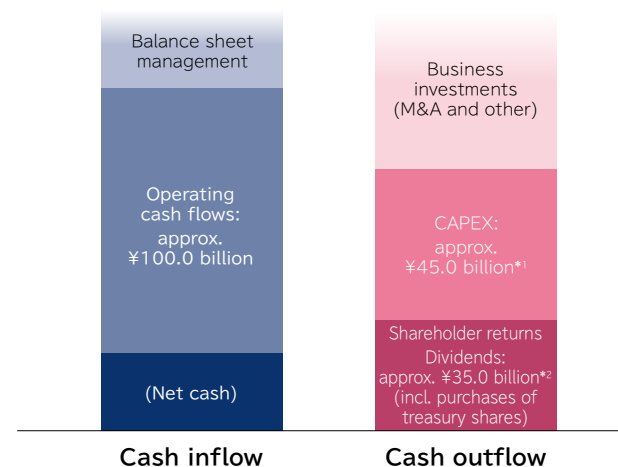 Balance sheet
management
Operating
cash flows:
approx.
¥100.0 billion
(Net cash)
Cash inflow
Business
investments
(M&A and other)
CAPEX:
approx.
¥45.0 billion*1
Shareholder returns
Dividends:
approx. ¥35.0 billion*2
(incl. purchases of
treasury shares)
Cash outflow